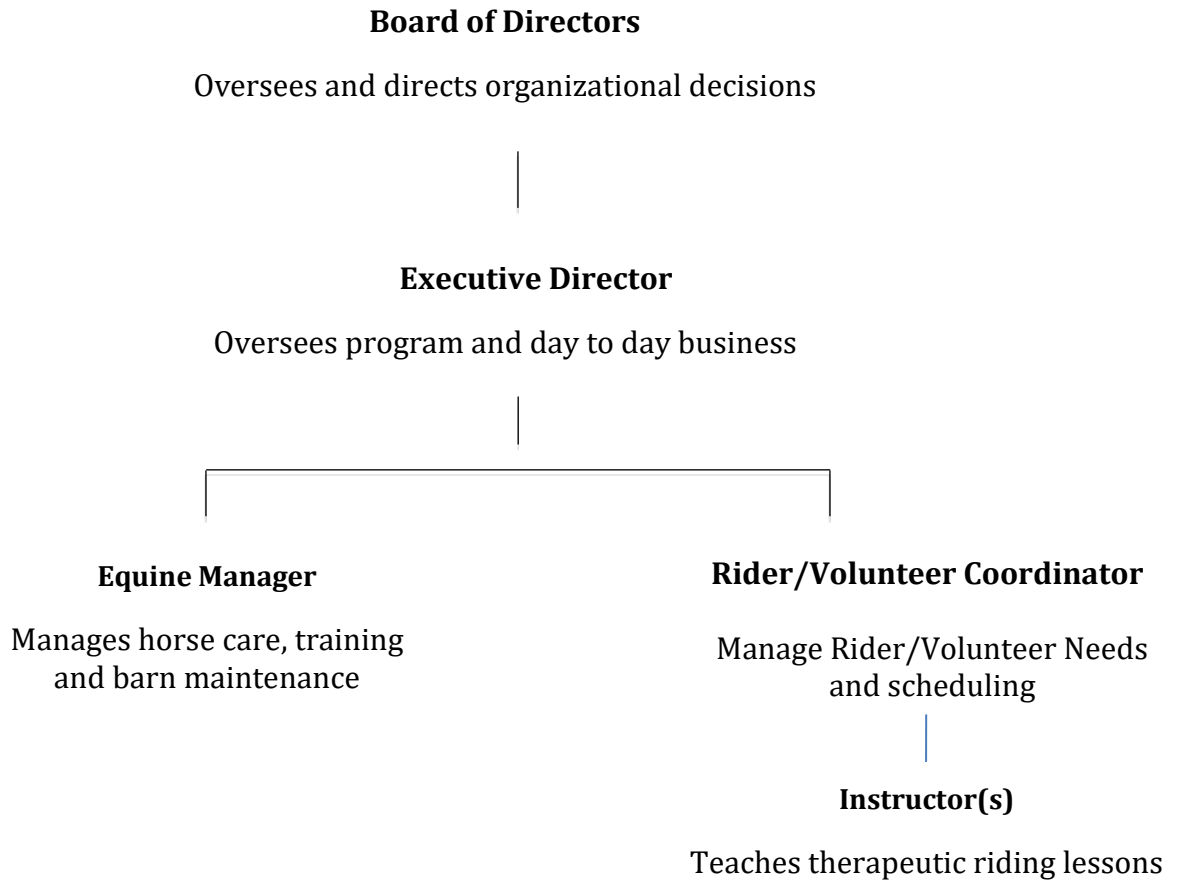 Board of Directors
Oversees and directs organizational decisions
Executive Director
Oversees program and day to day business
Equine Manager
Manages horse care, training
and barn maintenance
Rider/Volunteer Coordinator
Manage Rider/Volunteer Needs
and scheduling
Instructor(s)
Teaches therapeutic riding lessons